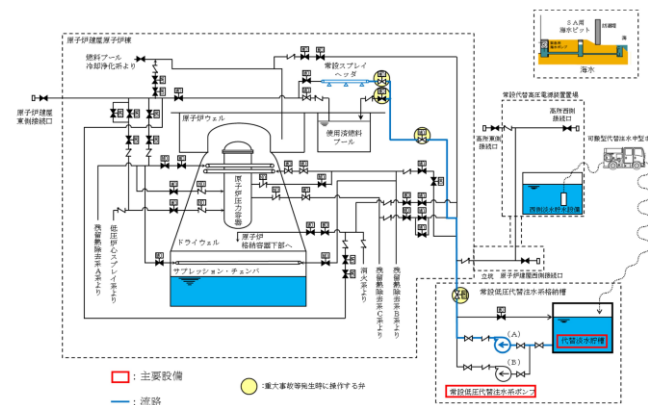 原子炉建屋原子炉棟
燃料プール
冷却浄化系より
常設スプレイ
ヘッダ
原子炉建屋
東側接続口
原子炉ウェル
使用済燃料
プール
原子炉圧力容器
ドライウェル
原子炉
格納容器下部へ
サプレッション・チェンバ
残留熱除去系A系より
低圧炉心スプレイ系より
消火系より
残留熱除去系C系より
残留熱除去系B系より
SA用
海水ピット
海水
常設代替高圧電源装置置場
高所西側
接続口
高所東側
接続口
可搬型代替注水中型ポ
西側淡水貯水設備
立坑
原子炉建屋西側接続口
常設低圧代替注水系格納槽
(A)
(B)
代替淡水貯槽
常設低圧代替注水系ポンプ
:主要設備
:流路
:重大事故等発生時に操作する弁